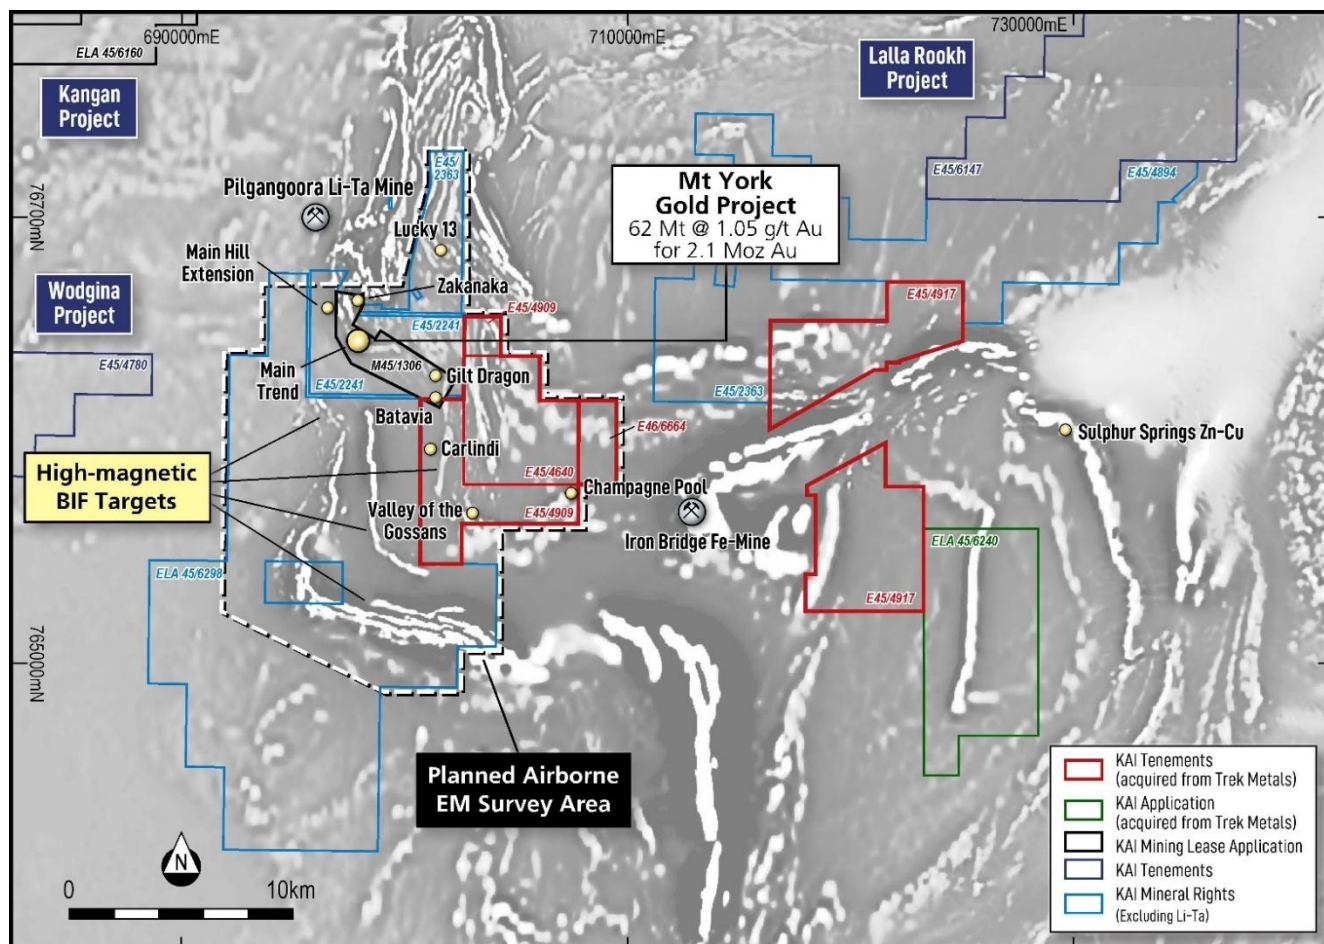 690000mE
710000mE
730000mE
ELA 45/6160
Kangan
Project
Lalla Rookh
Project
E45/
2363
E45/6147
E45/4894
76700mN
Pilgangoora Li-Ta Mine
Mt York
Gold Project
62 Mt @ 1.05 g/t Au
for 2.1 Moz Au
Lucky 13
Main Hill
Extension
Zakanaka
Wodgina
Project
E45/4909
E45/4917
E45/2241
E45/4780
M45/1306
Main
Trend
E45/2241
Gilt Dragon
E45/2363
Batavia
E46/6664
Sulphur Springs Zn-Cu
Carlindi
High-magnetic
BIF Targets
E45/4640
Champagne Pool
Valley of the
Gossans
E45/4909
Iron Bridge Fe-Mine
ELA 45/6240
ELA 45/6298
E45/4917
765000mN
Planned Airborne
EM Survey Area
N
0
10km
KAI Tenements
(acquired from Trek Metals)
KAI Application
(acquired from Trek Metals)
KAI Mining Lease Application
KAI Tenements
KAI Mineral Rights
(Excluding Li-Ta)